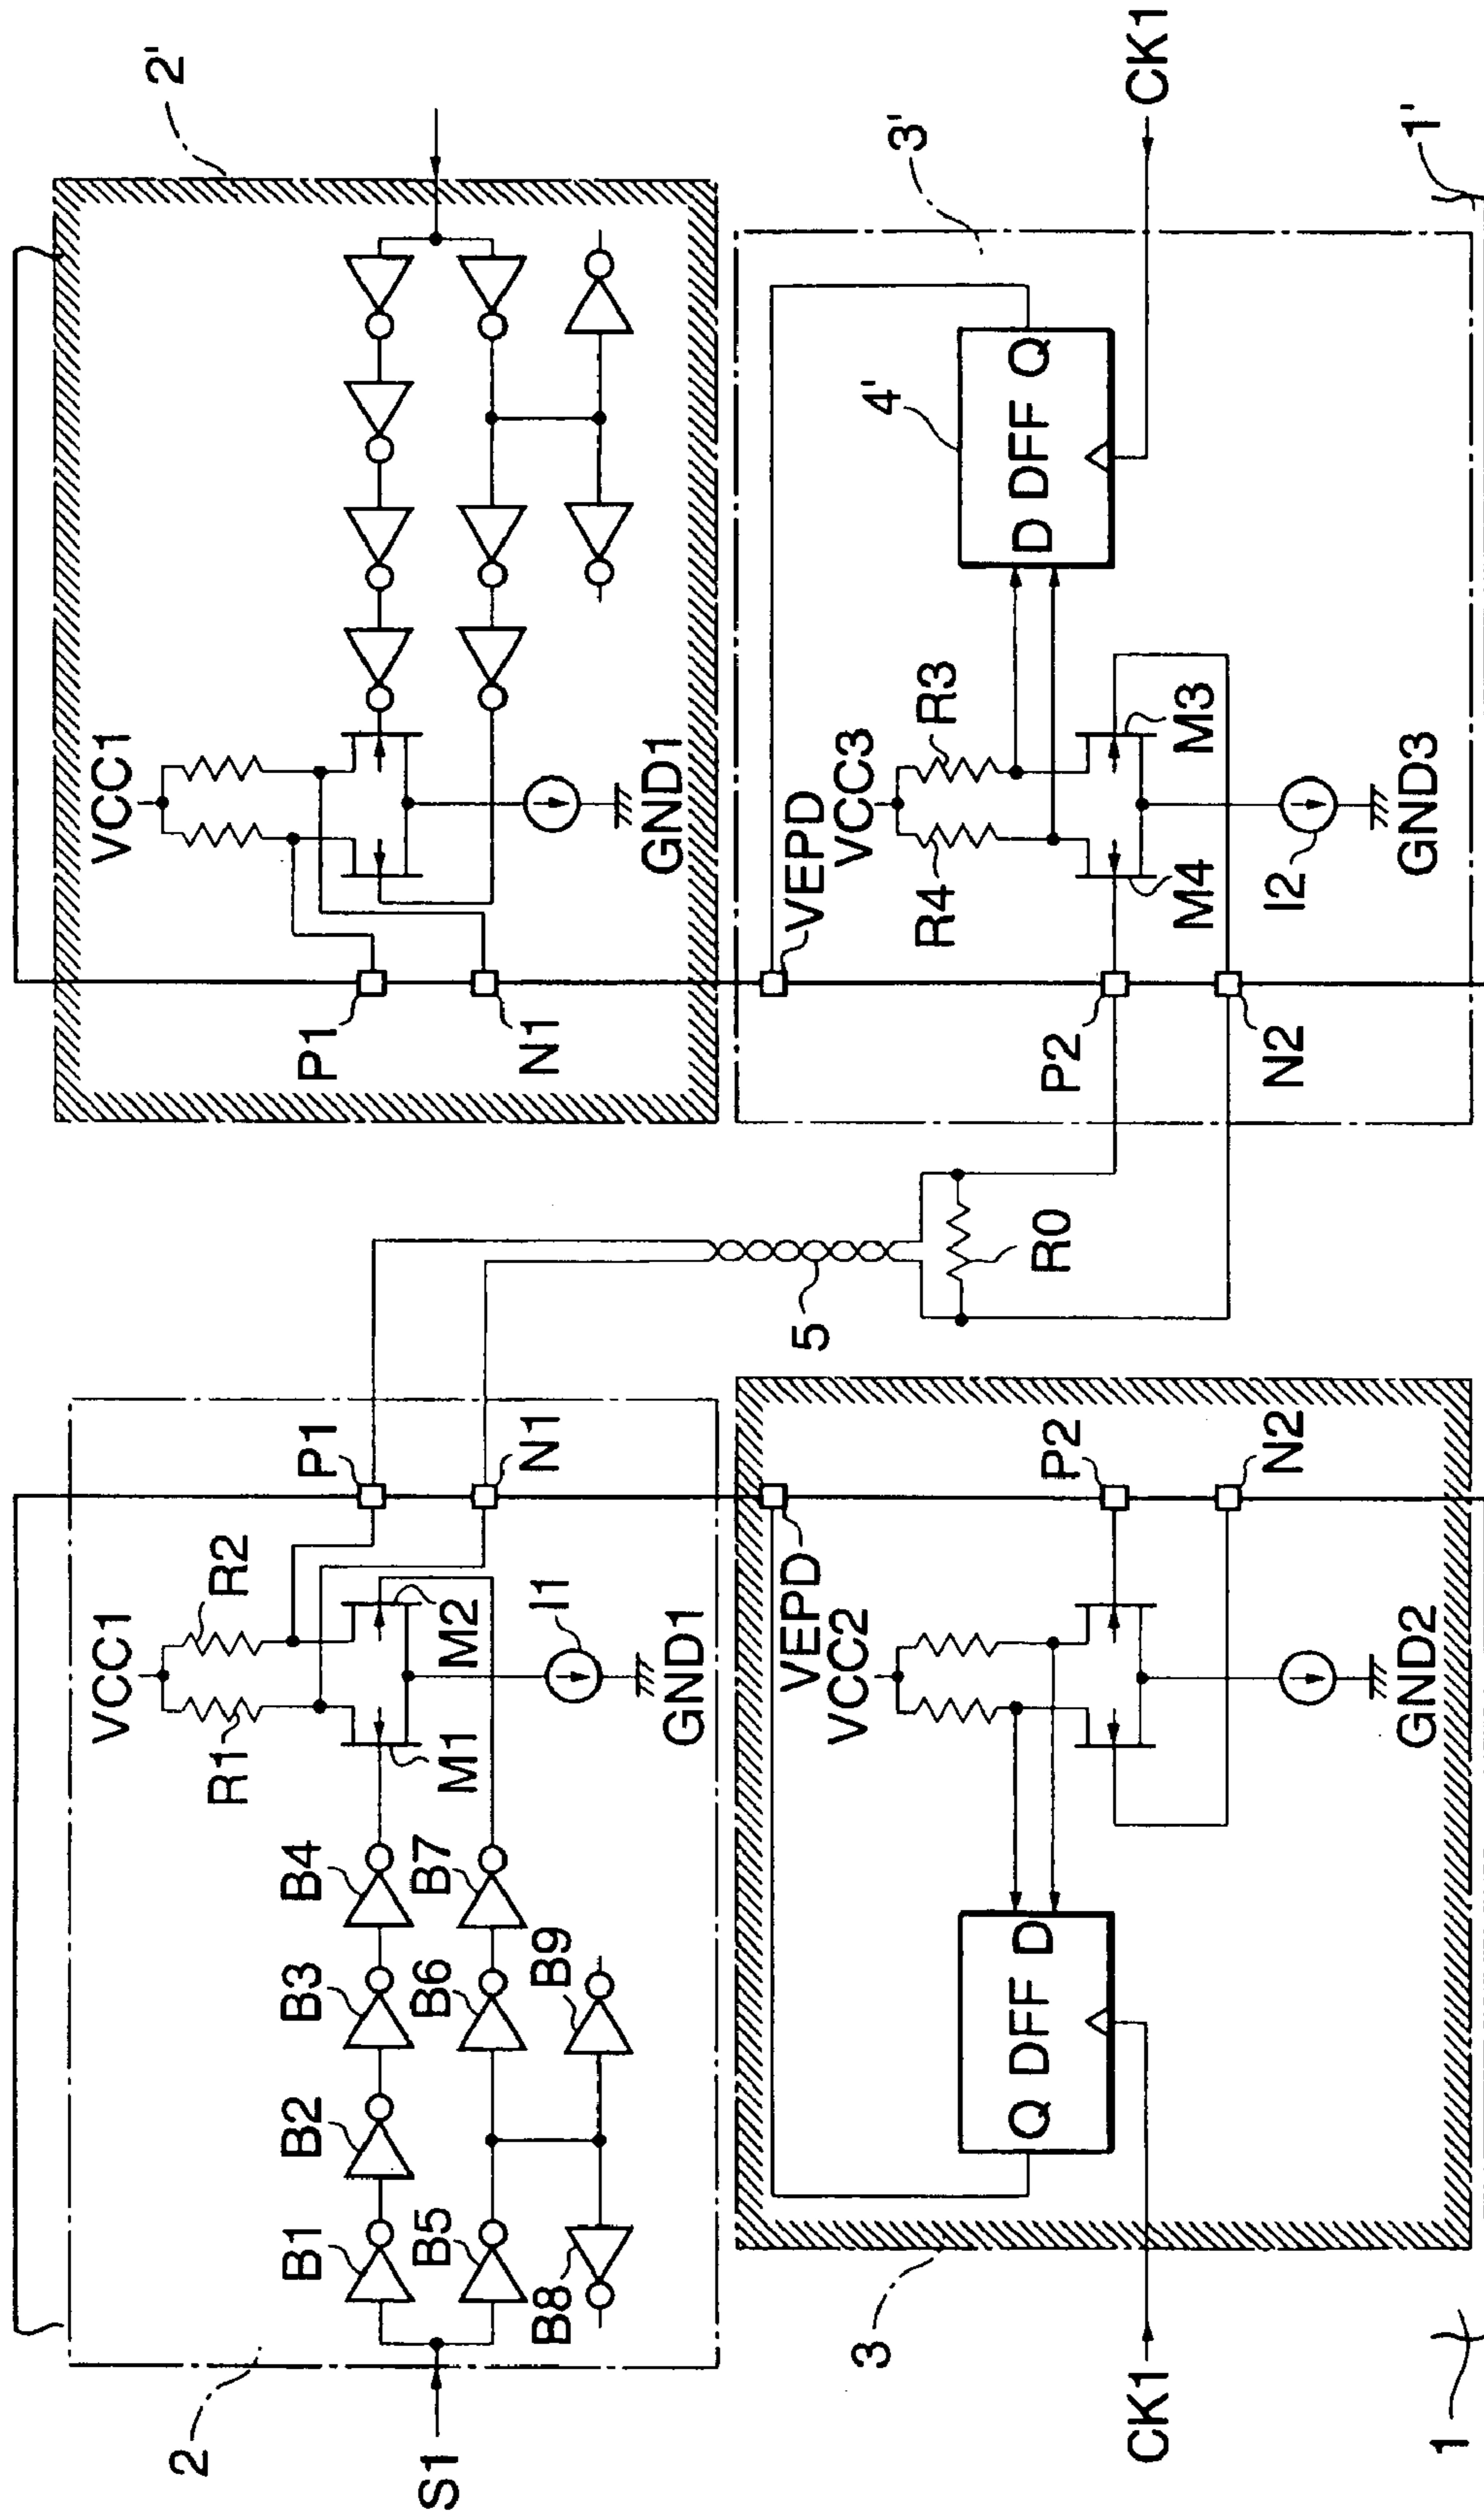 2
S1
B1
B2
B3
B4
B5
B6
B7
B8
B9
VCC1
R1
R2
M1
M2
I1
GND1
P1
N1
5
R0
P1
N1
VCC1
GND1
2'
1
3
CK1
Q DFF D
VEPD
VCC2
GND2
P2
N2
P2
N2
VEPD
VCC3
R4
R3
M4
M3
I2
GND3
4'
D DFF Q
3'
CK1
1'